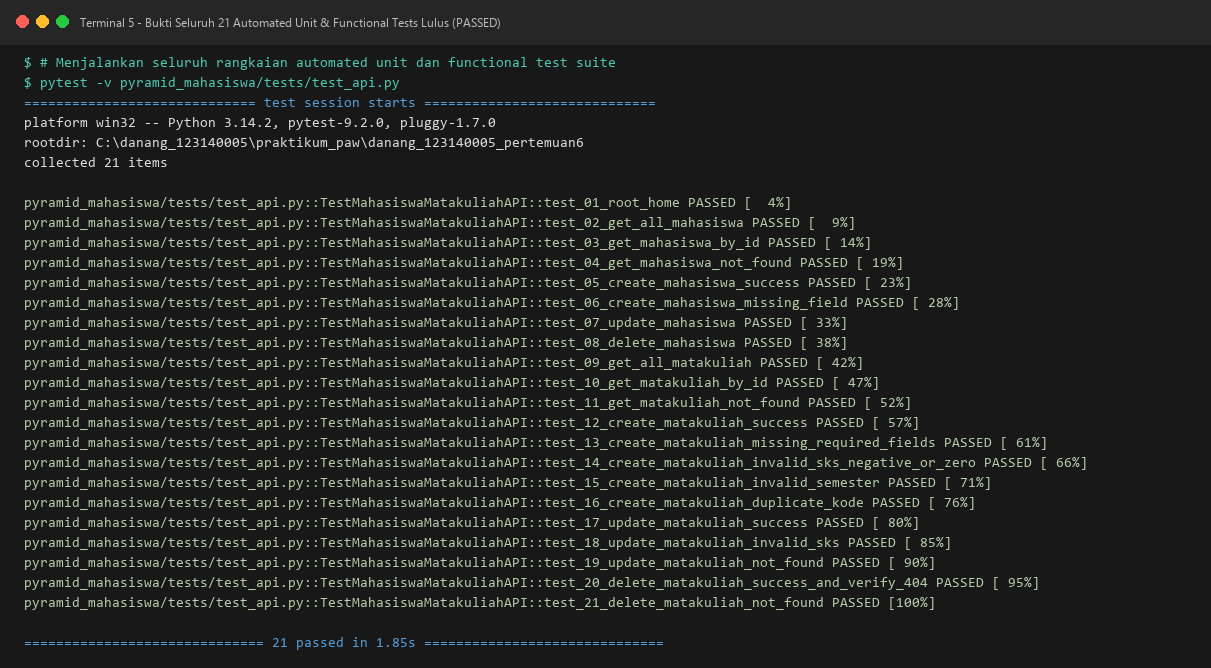 Terminal 5 - Bukti Seluruh 21 Automated Unit & Functional Tests Lulus (PASSED)
$ # Menjalankan seluruh rangkaian automated unit dan functional test suite
$ pytest -v pyramid_mahasiswa/tests/test_api.py
============================= test session starts =============================
platform win32 -- Python 3.14.2, pytest-9.2.0, pluggy-1.7.0
rootdir: C:\danang_123140005\praktikum_paw\danang_123140005_pertemuan6
collected 21 items
pyramid_mahasiswa/tests/test_api.py::TestMahasiswaMatakuliahAPI::test_01_root_home PASSED [  4%]
pyramid_mahasiswa/tests/test_api.py::TestMahasiswaMatakuliahAPI::test_02_get_all_mahasiswa PASSED [  9%]
pyramid_mahasiswa/tests/test_api.py::TestMahasiswaMatakuliahAPI::test_03_get_mahasiswa_by_id PASSED [ 14%]
pyramid_mahasiswa/tests/test_api.py::TestMahasiswaMatakuliahAPI::test_04_get_mahasiswa_not_found PASSED [ 19%]
pyramid_mahasiswa/tests/test_api.py::TestMahasiswaMatakuliahAPI::test_05_create_mahasiswa_success PASSED [ 23%]
pyramid_mahasiswa/tests/test_api.py::TestMahasiswaMatakuliahAPI::test_06_create_mahasiswa_missing_field PASSED [ 28%]
pyramid_mahasiswa/tests/test_api.py::TestMahasiswaMatakuliahAPI::test_07_update_mahasiswa PASSED [ 33%]
pyramid_mahasiswa/tests/test_api.py::TestMahasiswaMatakuliahAPI::test_08_delete_mahasiswa PASSED [ 38%]
pyramid_mahasiswa/tests/test_api.py::TestMahasiswaMatakuliahAPI::test_09_get_all_matakuliah PASSED [ 42%]
pyramid_mahasiswa/tests/test_api.py::TestMahasiswaMatakuliahAPI::test_10_get_matakuliah_by_id PASSED [ 47%]
pyramid_mahasiswa/tests/test_api.py::TestMahasiswaMatakuliahAPI::test_11_get_matakuliah_not_found PASSED [ 52%]
pyramid_mahasiswa/tests/test_api.py::TestMahasiswaMatakuliahAPI::test_12_create_matakuliah_success PASSED [ 57%]
pyramid_mahasiswa/tests/test_api.py::TestMahasiswaMatakuliahAPI::test_13_create_matakuliah_missing_required_fields PASSED [ 61%]
pyramid_mahasiswa/tests/test_api.py::TestMahasiswaMatakuliahAPI::test_14_create_matakuliah_invalid_sks_negative_or_zero PASSED [ 66%]
pyramid_mahasiswa/tests/test_api.py::TestMahasiswaMatakuliahAPI::test_15_create_matakuliah_invalid_semester PASSED [ 71%]
pyramid_mahasiswa/tests/test_api.py::TestMahasiswaMatakuliahAPI::test_16_create_matakuliah_duplicate_kode PASSED [ 76%]
pyramid_mahasiswa/tests/test_api.py::TestMahasiswaMatakuliahAPI::test_17_update_matakuliah_success PASSED [ 80%]
pyramid_mahasiswa/tests/test_api.py::TestMahasiswaMatakuliahAPI::test_18_update_matakuliah_invalid_sks PASSED [ 85%]
pyramid_mahasiswa/tests/test_api.py::TestMahasiswaMatakuliahAPI::test_19_update_matakuliah_not_found PASSED [ 90%]
pyramid_mahasiswa/tests/test_api.py::TestMahasiswaMatakuliahAPI::test_20_delete_matakuliah_success_and_verify_404 PASSED [ 95%]
pyramid_mahasiswa/tests/test_api.py::TestMahasiswaMatakuliahAPI::test_21_delete_matakuliah_not_found PASSED [100%]
============================== 21 passed in 1.85s ==============================